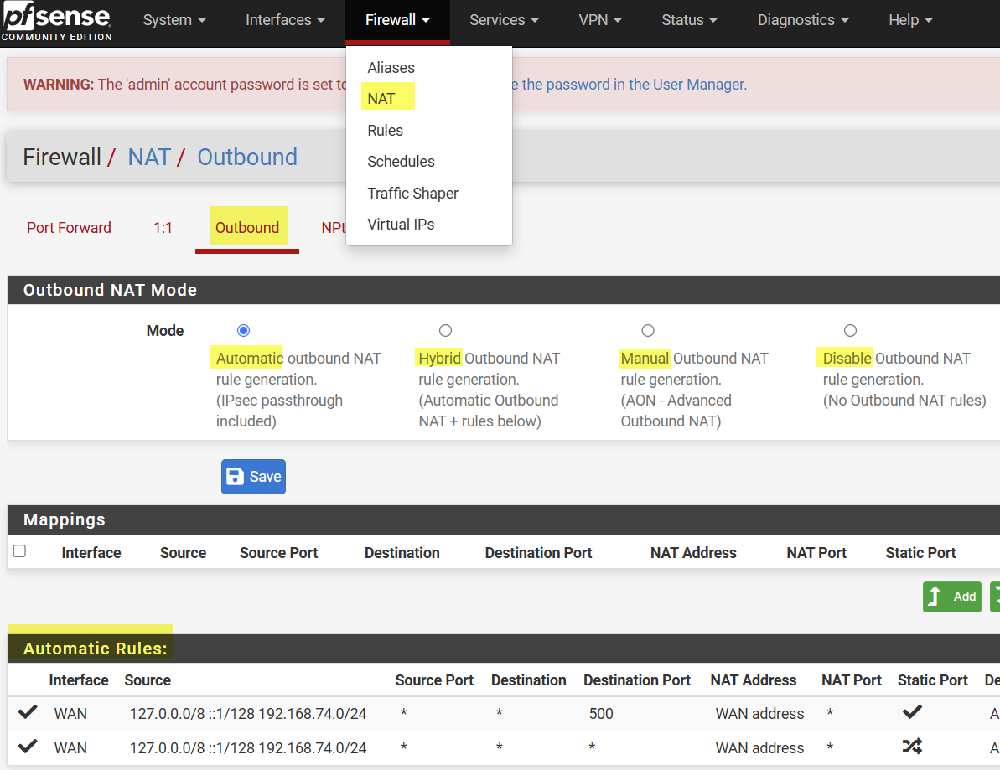 pfsense
COMMUNITY EDITION
System Interfaces Firewall Services VPN Status Diagnostics Help
Aliases
NAT
Rules
Schedules
Traffic Shaper
Virtual IPs
WARNING: The 'admin' account password is set to e the password in the User Manager.
Firewall / NAT / Outbound
Port Forward 1:1 Outbound NPt
Outbound NAT Mode
Mode
Automatic outbound NAT
rule generation.
(IPsec passthrough
included)
Hybrid Outbound NAT
rule generation.
(Automatic Outbound
NAT + rules below)
Manual Outbound NAT
rule generation.
(AON - Advanced
Outbound NAT)
Disable Outbound NAT
rule generation.
(No Outbound NAT rules)
Save
Mappings
Interface Source Source Port Destination Destination Port NAT Address NAT Port Static Port
Add
Automatic Rules:
Interface Source Source Port Destination Destination Port NAT Address NAT Port Static Port De
WAN 127.0.0.0/8 ::1/128 192.168.74.0/24 * * 500 WAN address * A
WAN 127.0.0.0/8 ::1/128 192.168.74.0/24 * * * WAN address * A